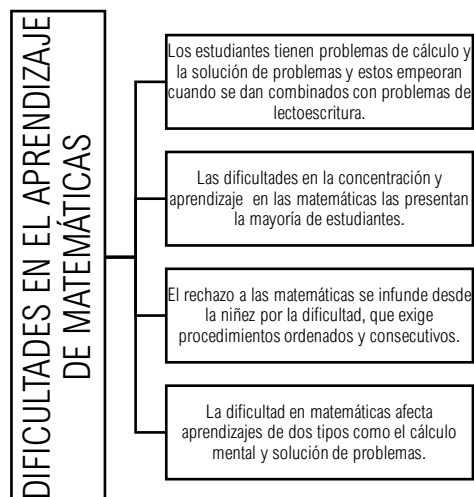 DIFICULTADES EN EL APRENDIZAJE
DE MATEMÁTICAS
Los estudiantes tienen problemas de cálculo y
la solución de problemas y estos empeoran
cuando se dan combinados con problemas de
lectoescritura.
Las dificultades en la concentración y
aprendizaje en las matemáticas las presentan
la mayoría de estudiantes.
El rechazo a las matemáticas se infunde desde
la niñez por la dificultad, que exige
procedimientos ordenados y consecutivos.
La dificultad en matemáticas afecta
aprendizajes de dos tipos como el cálculo
mental y solución de problemas.